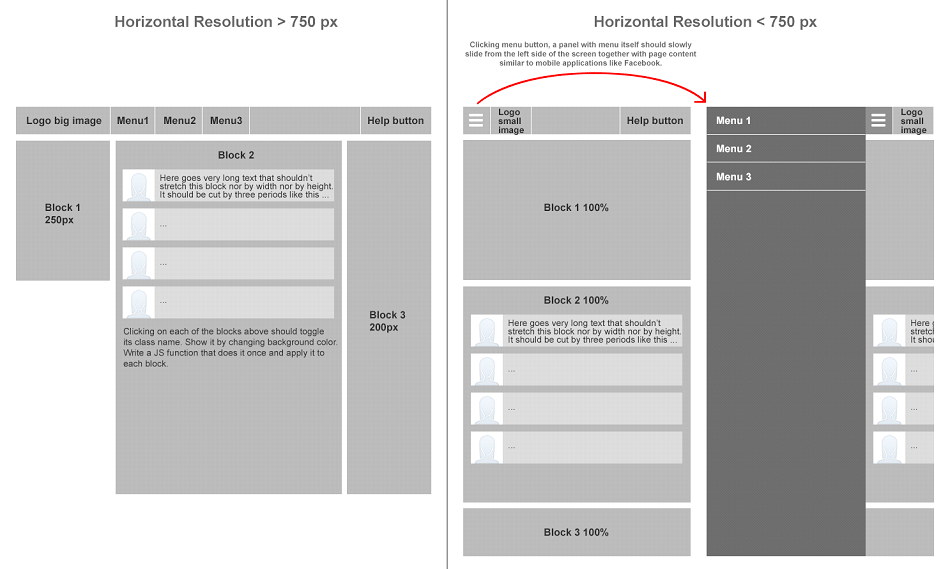 Horizontal Resolution > 750 px
Logo big image
Menu1
Menu2
Menu3
Help button
Block 1
250px
Block 2
Here goes very long text that shouldn't
stretch this block nor by width nor by height.
It should be cut by three periods like this ...
...
...
...
Clicking on each of the blocks above should toggle
its class name. Show it by changing background color.
Write a JS function that does it once and apply it to
each block.
Block 3
200px
Horizontal Resolution < 750 px
Clicking menu button, a panel with menu itself should slowly
slide from the left side of the screen together with page content
similar to mobile applications like Facebook.
Logo
small
image
Help button
Block 1 100%
Block 2 100%
Here goes very long text that shouldn't
stretch this block nor by width nor by height.
It should be cut by three periods like this ...
...
...
...
Block 3 100%
Menu 1
Menu 2
Menu 3
Logo
small
image
Here g
stretch
It shou
...
...
...